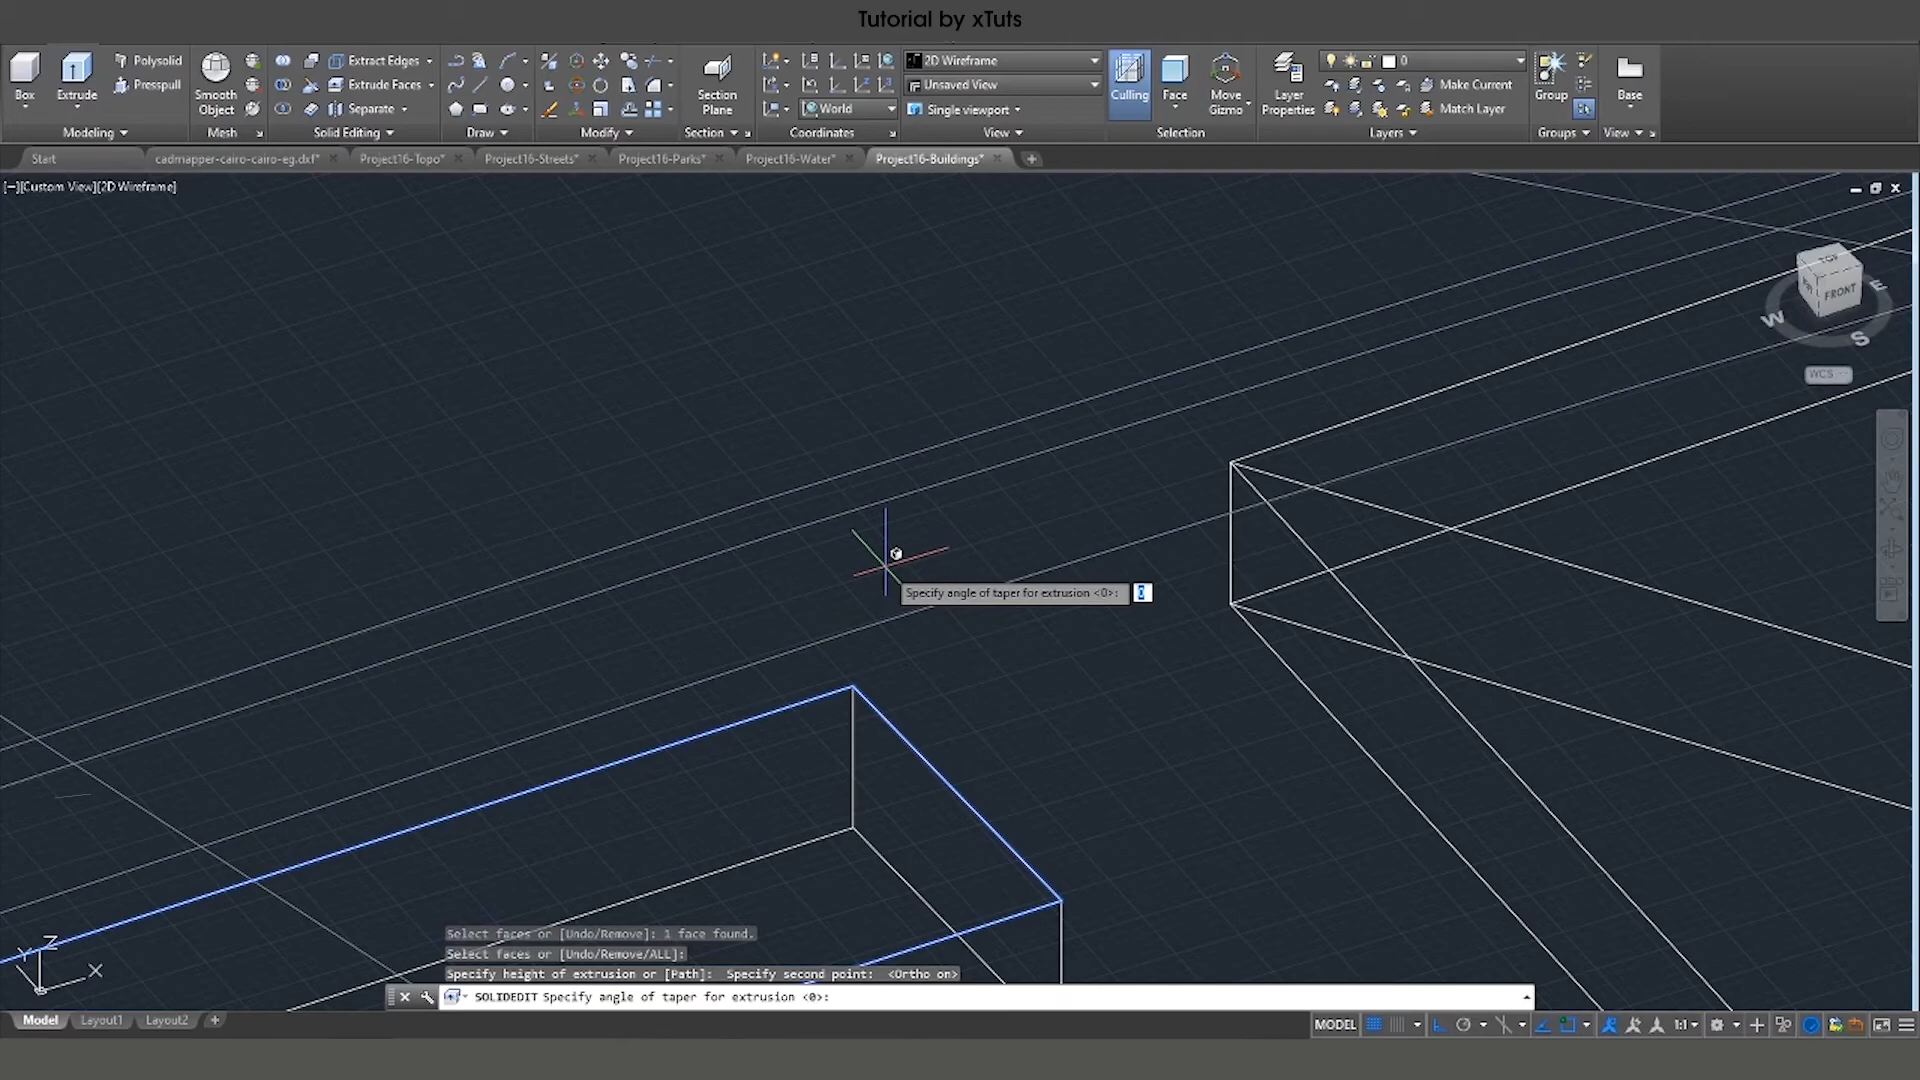 Tutorial by xTuts
Box
Extrude
Polysolid
Presspull
Smooth
Object
Extract Edges
Extrude Faces
Separate
Section
Plane
World
2D Wireframe
Unsaved View
Single viewport
Culling
Face
Move
Gizmo
Layer
Properties
0
Make Current
Match Layer
Group
Base
Modeling
Mesh
Solid Editing
Draw
Modify
Section
Coordinates
View
Selection
Layers
Groups
View
Start
cadmapper-cairo-cairo-eg.dxf*
Project16-Topo*
Project16-Streets*
Project16-Parks*
Project16-Water*
Project16-Buildings*
[−][Custom View][2D Wireframe]
TOP
FRONT
W
S
E
WCS
Specify angle of taper for extrusion <0>: 0
Select faces or [Undo/Remove]: 1 face found.
Select faces or [Undo/Remove/ALL]:
Specify height of extrusion or [Path]: Specify second point: <Ortho on>
SOLIDEDIT Specify angle of taper for extrusion <0>:
Z
Y
X
Model
Layout1
Layout2
MODEL
1:1